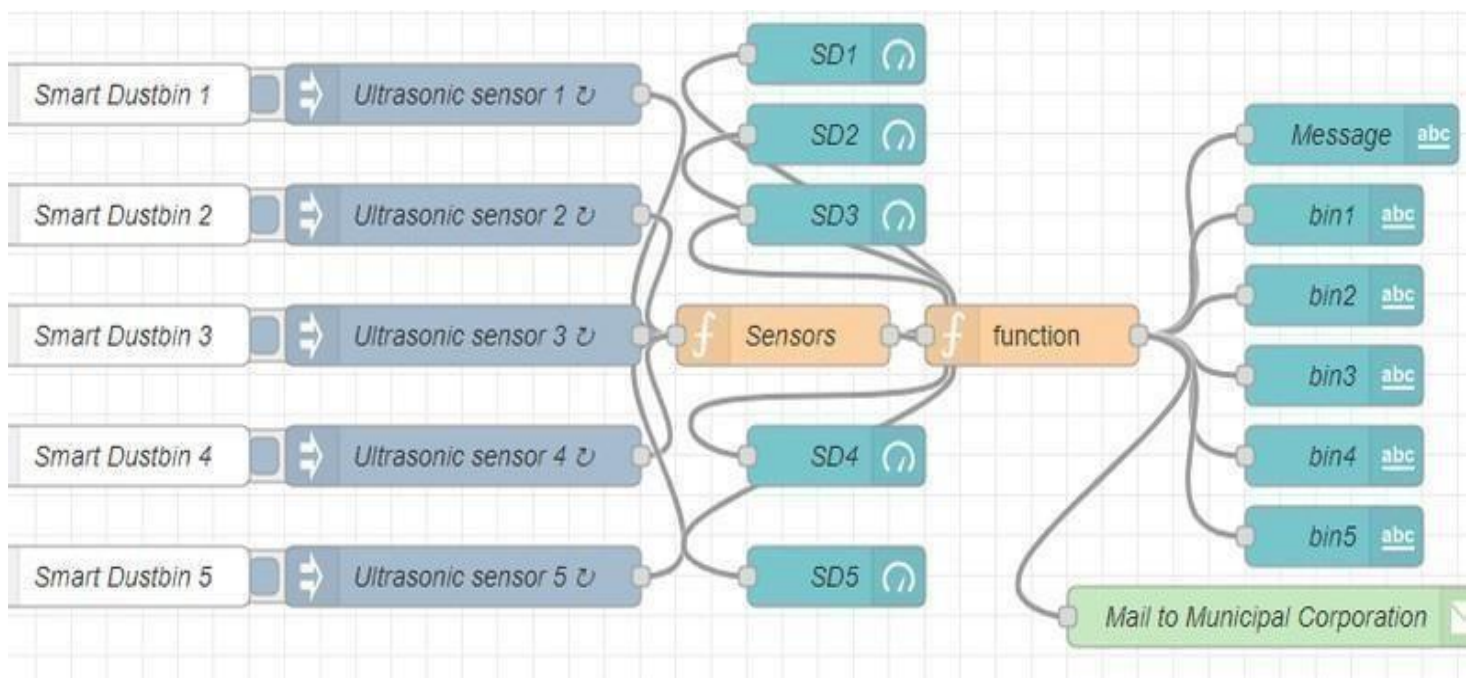 Smart Dustbin 1
Ultrasonic sensor 1 ↻
Smart Dustbin 2
Ultrasonic sensor 2 ↻
Smart Dustbin 3
Ultrasonic sensor 3 ↻
Smart Dustbin 4
Ultrasonic sensor 4 ↻
Smart Dustbin 5
Ultrasonic sensor 5 ↻
SD1
SD2
SD3
f Sensors
SD4
SD5
f function
Message abc
bin1 abc
bin2 abc
bin3 abc
bin4 abc
bin5 abc
Mail to Municipal Corporation